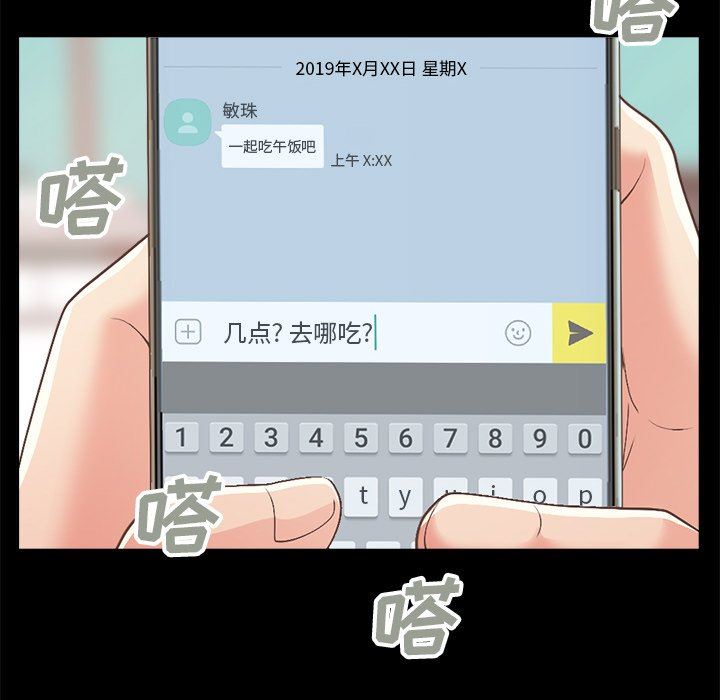 嗒
2019年X月XX日 星期X
敏珠
一起吃午饭吧
上午 X:XX
嗒
几点? 去哪吃?
1 2 3 4 5 6 7 8 9 0
t y u i o p
嗒
嗒